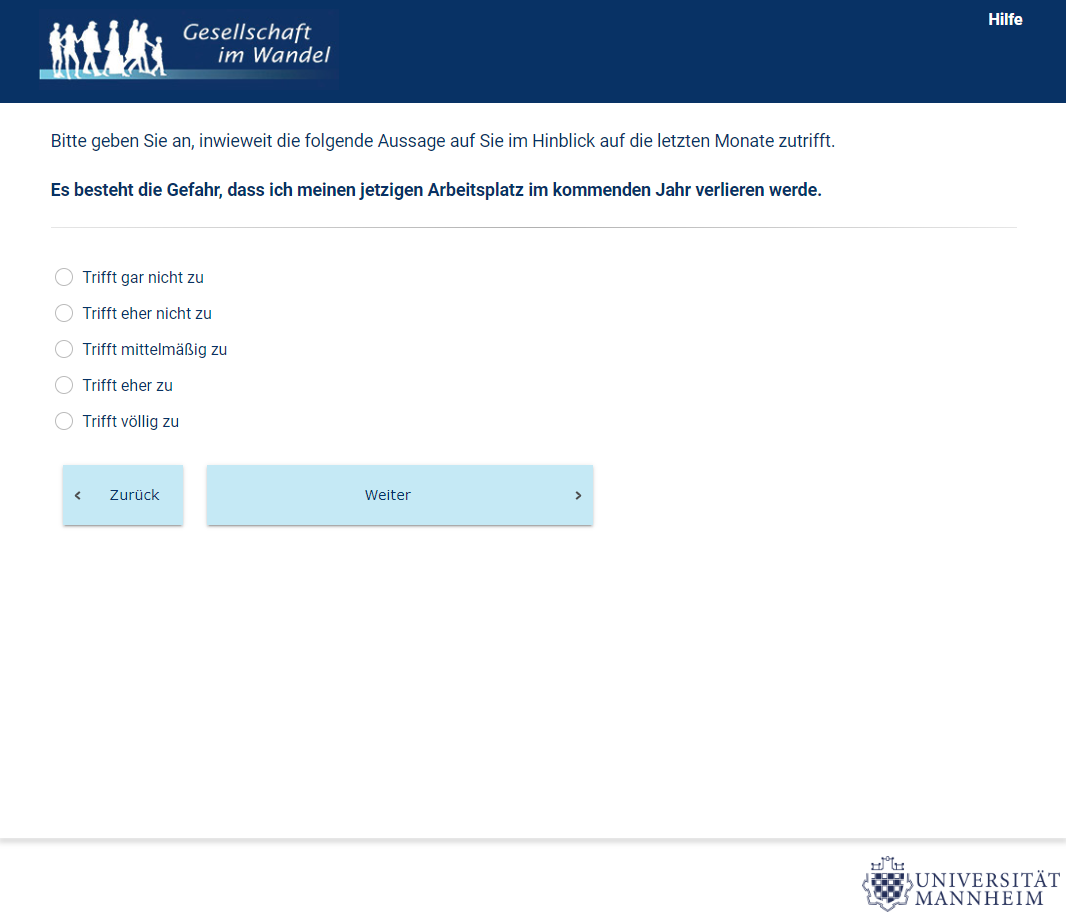 Gesellschaft
im Wandel
Hilfe
Bitte geben Sie an, inwieweit die folgende Aussage auf Sie im Hinblick auf die letzten Monate zutrifft.
Es besteht die Gefahr, dass ich meinen jetzigen Arbeitsplatz im kommenden Jahr verlieren werde.
Trifft gar nicht zu
Trifft eher nicht zu
Trifft mittelmäßig zu
Trifft eher zu
Trifft völlig zu
‹ Zurück
Weiter ›
UNIVERSITÄT
MANNHEIM